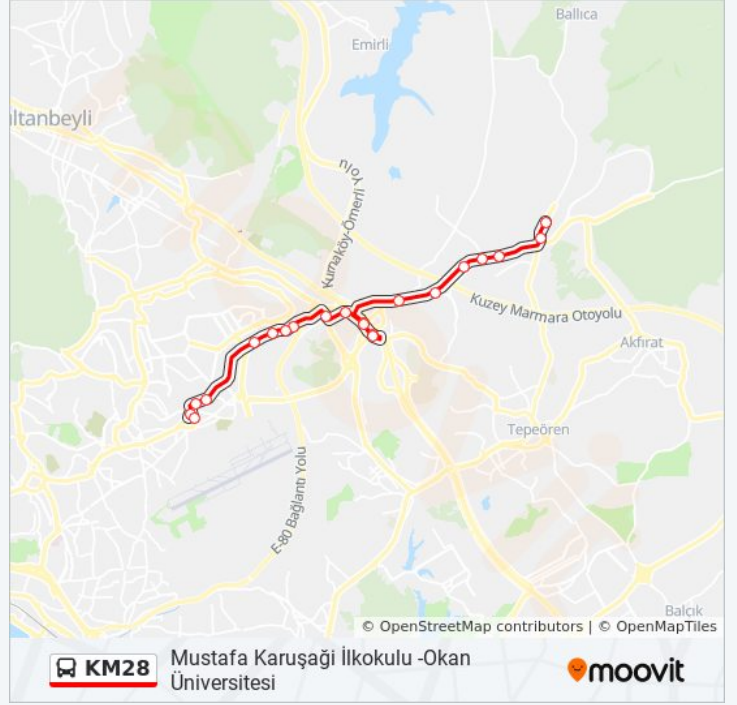 Ballıca
Emirli
ltanbeyli
Kurnaköy-Ömerli Yolu
Kuzey Marmara Otoyolu
Akfırat
Tepeören
E-80 Bağlantı Yolu
Balçık
© OpenStreetMap contributors | © OpenMapTiles
KM28
Mustafa Karuşaği İlkokulu -Okan
Üniversitesi
moovit